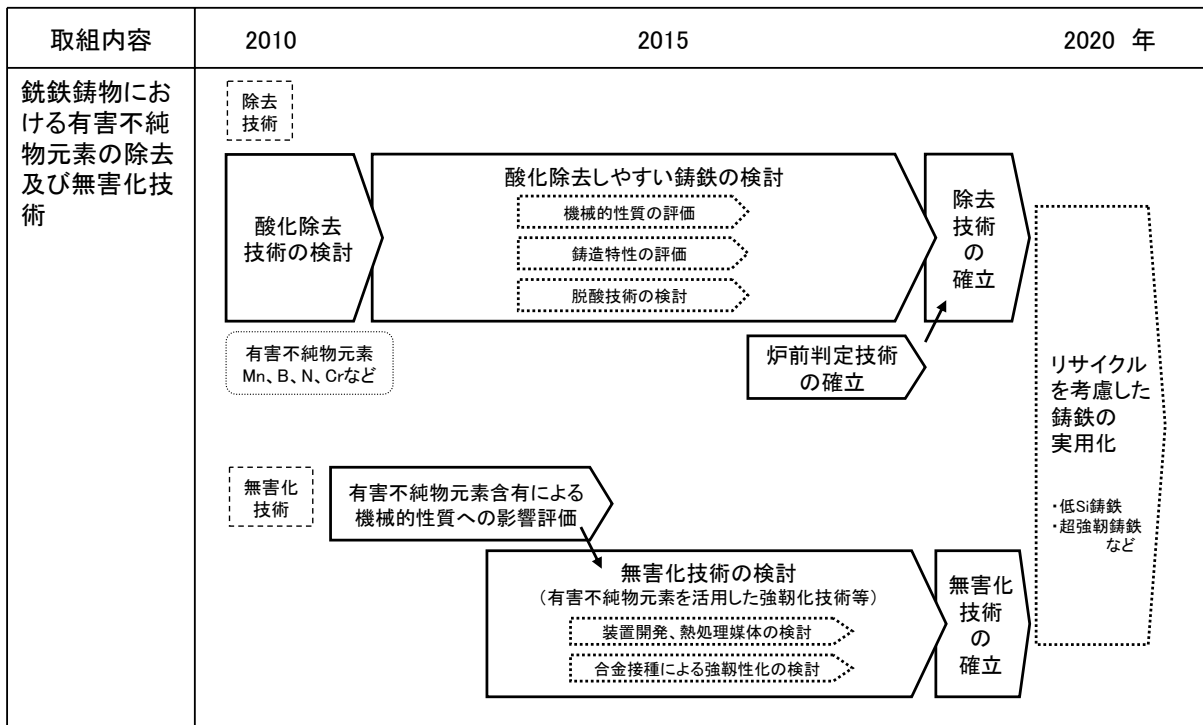 取組内容
2010
2015
2020 年
銑鉄鋳物にお
ける有害不純
物元素の除去
及び無害化技
術
除去
技術
酸化除去
技術の検討
酸化除去しやすい鋳鉄の検討
機械的性質の評価
鋳造特性の評価
脱酸技術の検討
除去
技術
の
確立
有害不純物元素
Mn、B、N、Crなど
炉前判定技術
の確立
リサイクル
を考慮した
鋳鉄の
実用化
・低Si鋳鉄
・超強靭鋳鉄
など
無害化
技術
有害不純物元素含有による
機械的性質への影響評価
無害化技術の検討
（有害不純物元素を活用した強靭化技術等）
装置開発、熱処理媒体の検討
合金接種による強靭性化の検討
無害化
技術
の
確立